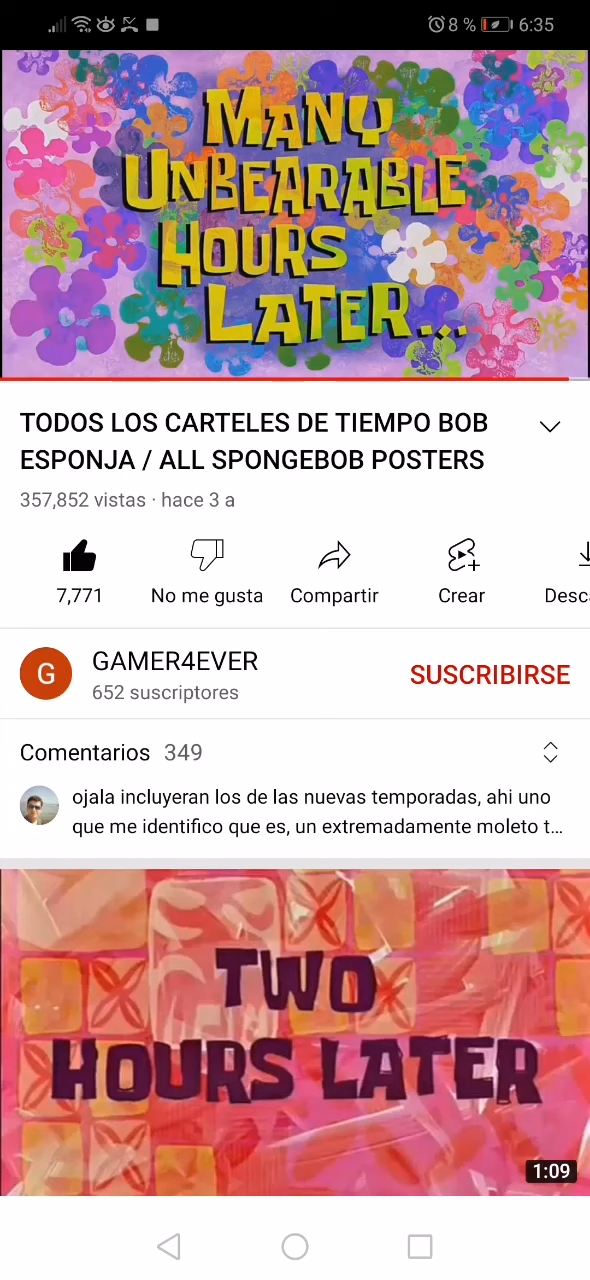 8 % 6:35
MANY
UNBEARABLE
HOURS
LATER...
TODOS LOS CARTELES DE TIEMPO BOB
ESPONJA / ALL SPONGEBOB POSTERS
357,852 vistas · hace 3 a
7,771 No me gusta Compartir Crear Desc
G GAMER4EVER
652 suscriptores
SUSCRIBIRSE
Comentarios 349
ojala incluyeran los de las nuevas temporadas, ahi uno
que me identifico que es, un extremadamente moleto t...
TWO
HOURS LATER
1:09